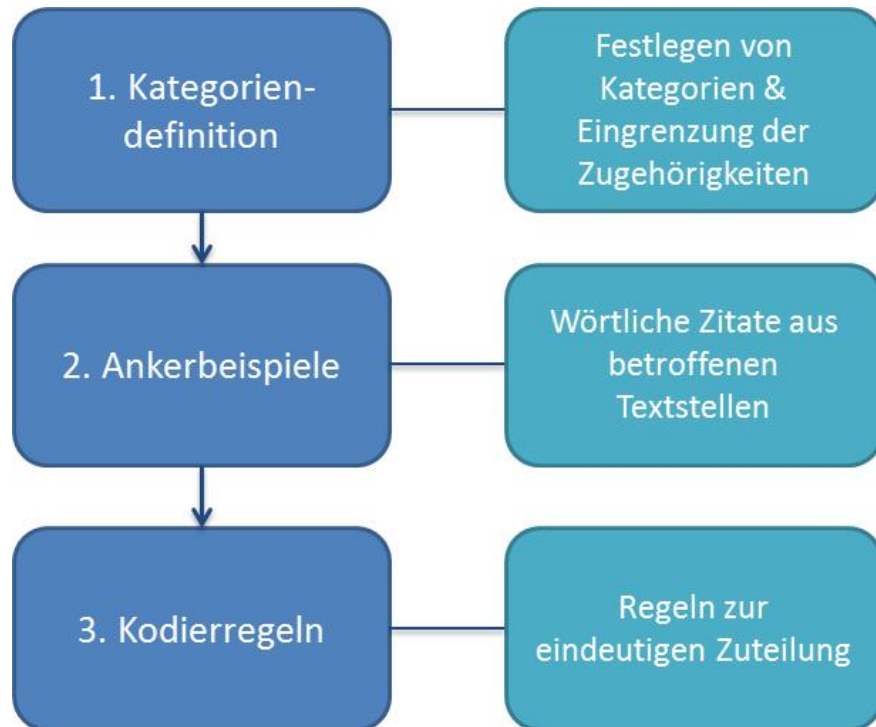 1. Kategorien-
definition
Festlegen von
Kategorien &
Eingrenzung der
Zugehörigkeiten
2. Ankerbeispiele
Wörtliche Zitate aus
betroffenen
Textstellen
3. Kodierregeln
Regeln zur
eindeutigen Zuteilung